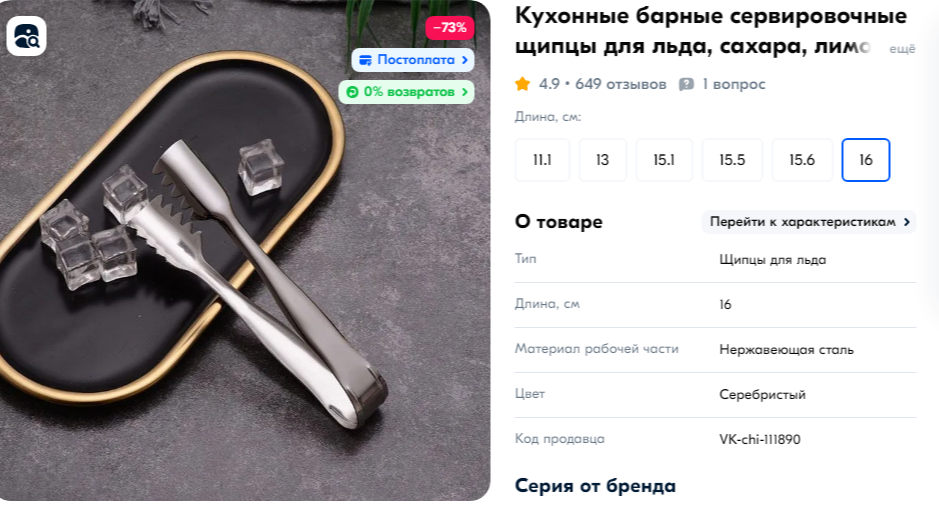 −73%
Постоплата
0% возвратов
Кухонные барные сервировочные
щипцы для льда, сахара, лимо ещё
4.9 • 649 отзывов 1 вопрос
Длина, см:
11.1 13 15.1 15.5 15.6 16
О товаре Перейти к характеристикам
Тип Щипцы для льда
Длина, см 16
Материал рабочей части Нержавеющая сталь
Цвет Серебристый
Код продавца VK-chi-111890
Серия от бренда